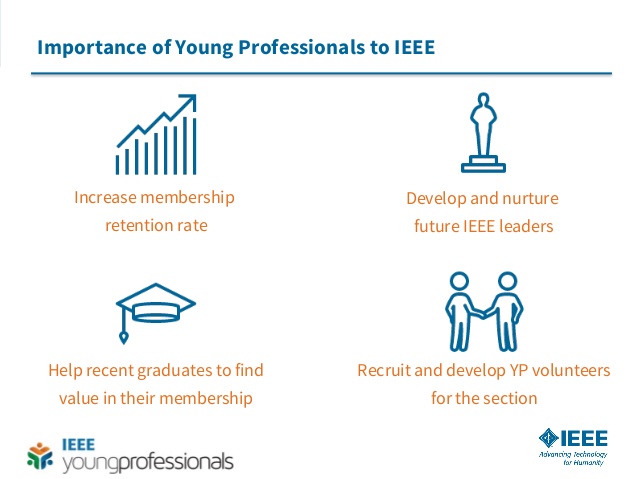 Importance of Young Professionals to IEEE
Increase membership
retention rate
Develop and nurture
future IEEE leaders
Help recent graduates to find
value in their membership
Recruit and develop YP volunteers
for the section
IEEE
youngprofessionals
IEEE
Advancing Technology
for Humanity